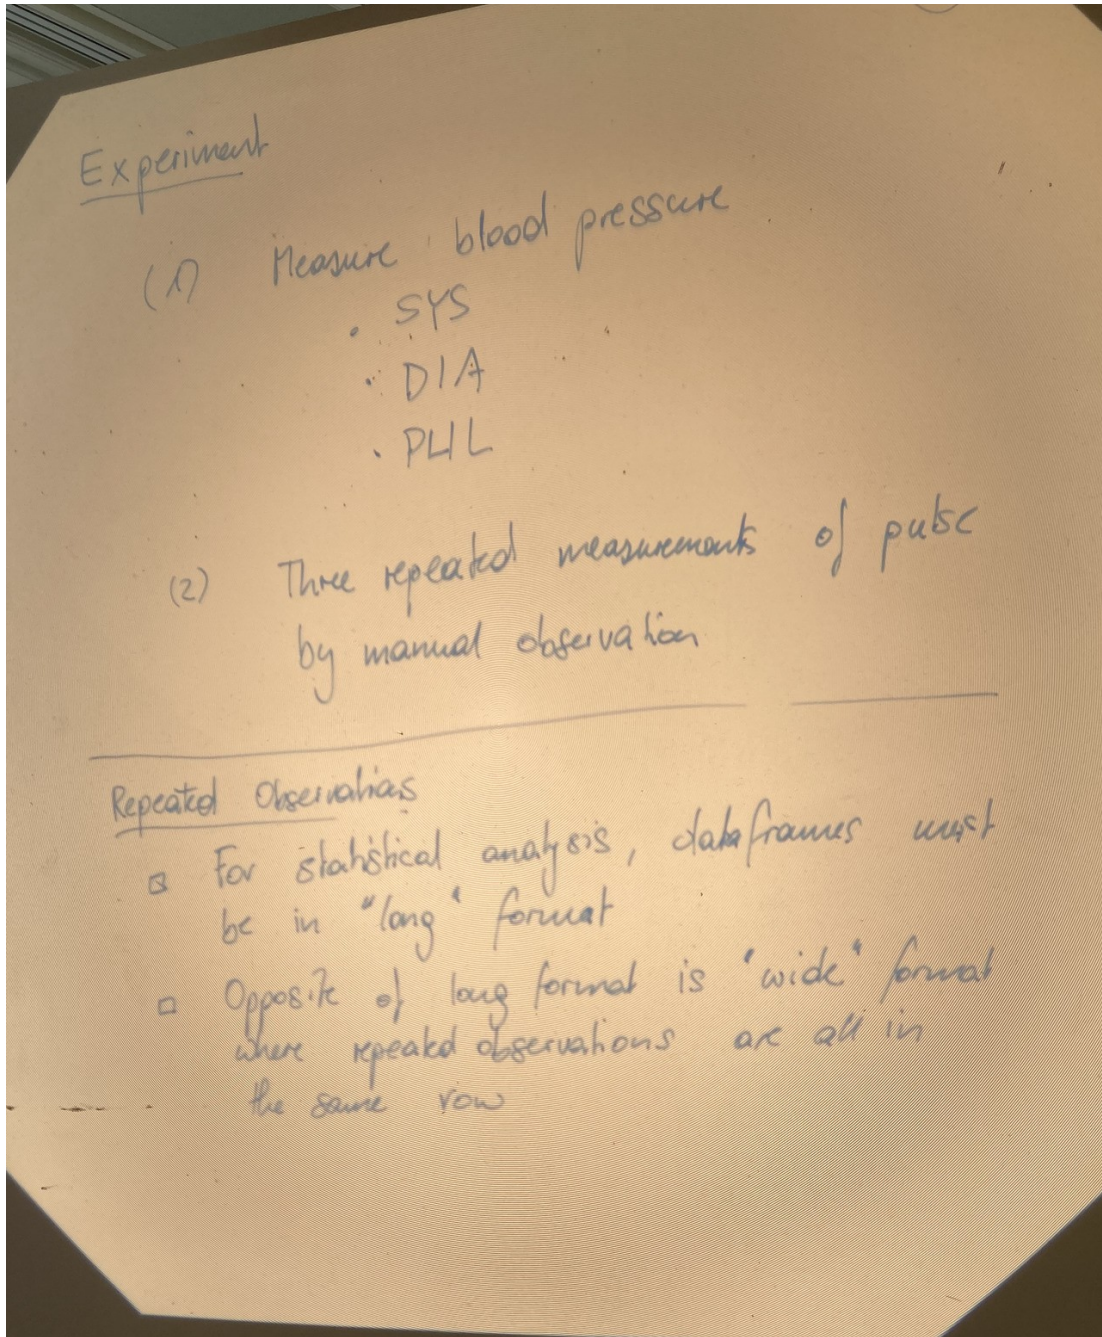 Experiment
(1) Measure blood pressure
• SYS
• DIA
• PUL
(2) Three repeated measurements of pulse
by manual observation
Repeated Observations
□ For statistical analysis, dataframes must
be in "long" format
□ Opposite of long format is "wide" format
where repeated observations are all in
the same row